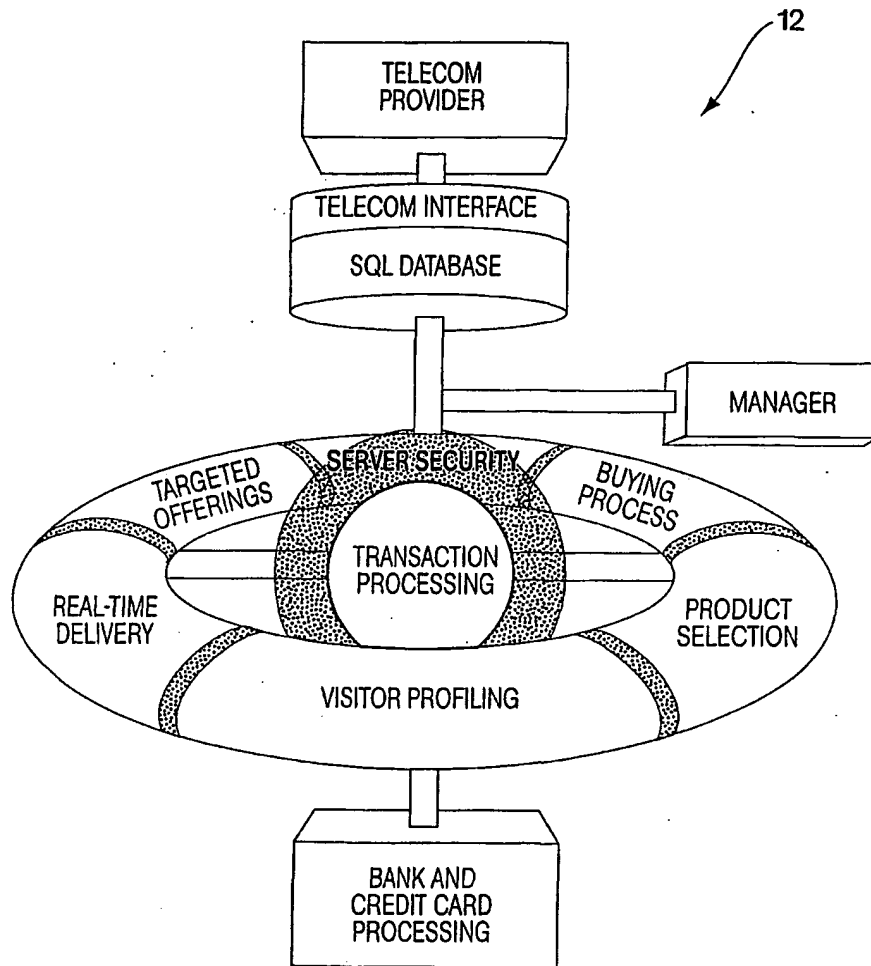 12
TELECOM
PROVIDER
TELECOM INTERFACE
SQL DATABASE
MANAGER
SERVER SECURITY
TARGETED
OFFERINGS
BUYING
PROCESS
TRANSACTION
PROCESSING
REAL-TIME
DELIVERY
PRODUCT
SELECTION
VISITOR PROFILING
BANK AND
CREDIT CARD
PROCESSING